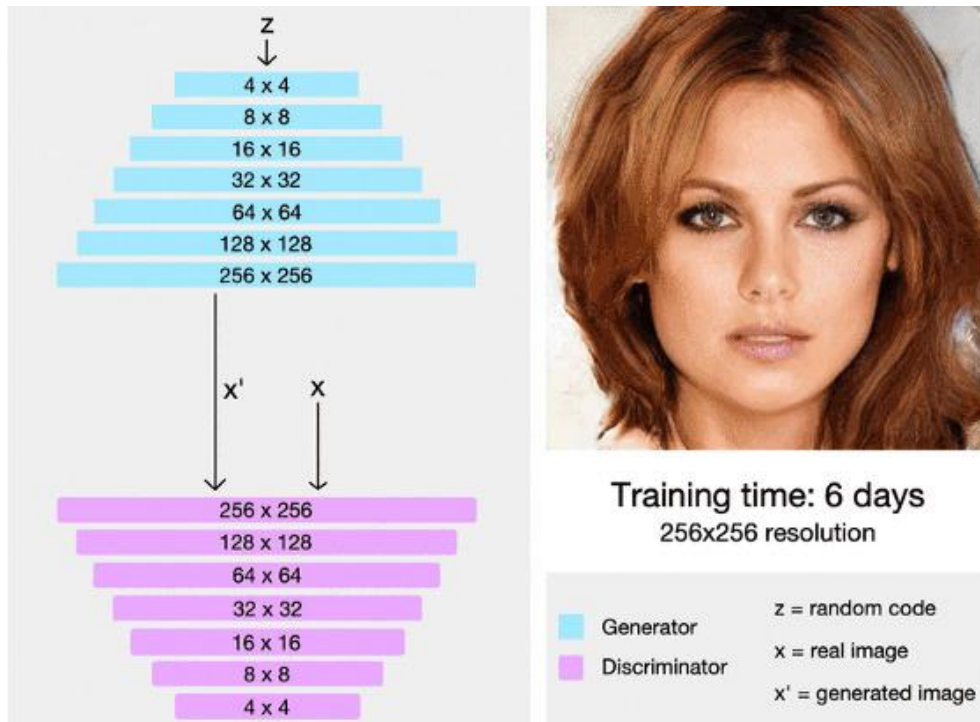 z
4 x 4
8 x 8
16 x 16
32 x 32
64 x 64
128 x 128
256 x 256
x'
x
256 x 256
128 x 128
64 x 64
32 x 32
16 x 16
8 x 8
4 x 4
Training time: 6 days
256x256 resolution
Generator
Discriminator
z = random code
x = real image
x' = generated image